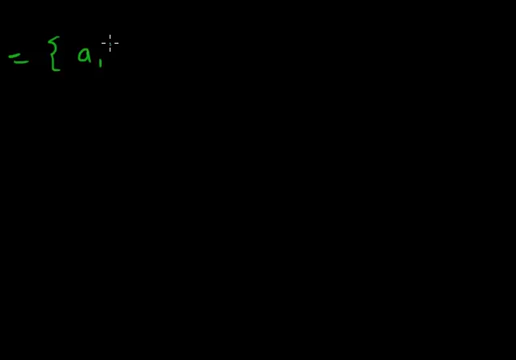 = { a,